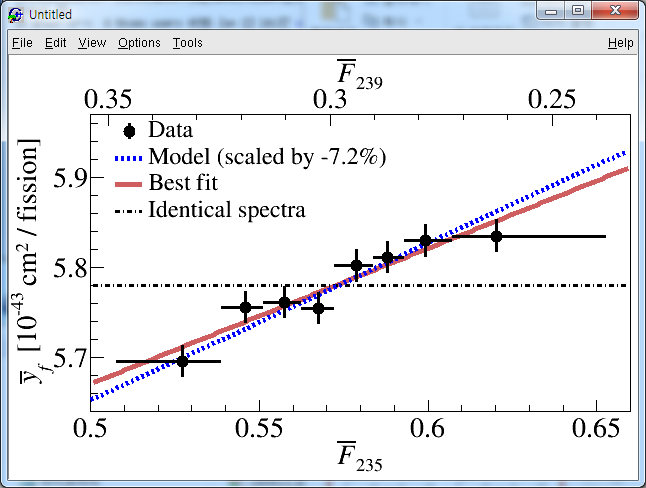 Untitled
File Edit View Options Tools Help
F̅239
0.35 0.3 0.25
Data
Model (scaled by -7.2%)
Best fit
Identical spectra
5.9
5.8
5.7
y̅f [10-43 cm2 / fission]
0.5 0.55 0.6 0.65
F̅235